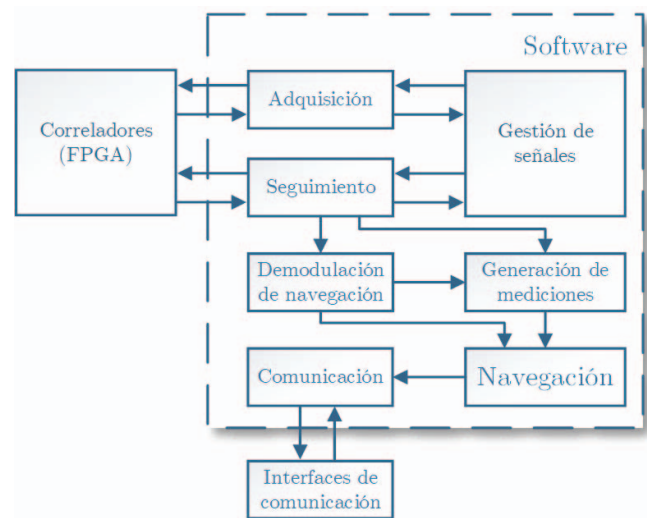 Software
Correladores
(FPGA)
Adquisición
Gestión de
señales
Seguimiento
Demodulación
de navegación
Generación de
mediciones
Comunicación
Navegación
Interfaces de
comunicación